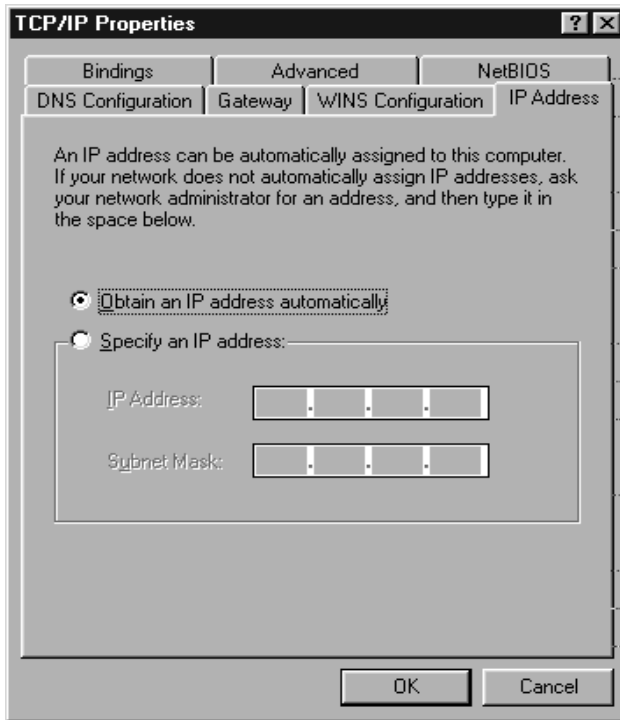 TCP/IP Properties
Bindings Advanced NetBIOS
DNS Configuration Gateway WINS Configuration IP Address
An IP address can be automatically assigned to this computer.
If your network does not automatically assign IP addresses, ask
your network administrator for an address, and then type it in
the space below.
Obtain an IP address automatically
Specify an IP address:
IP Address:
Subnet Mask:
OK Cancel